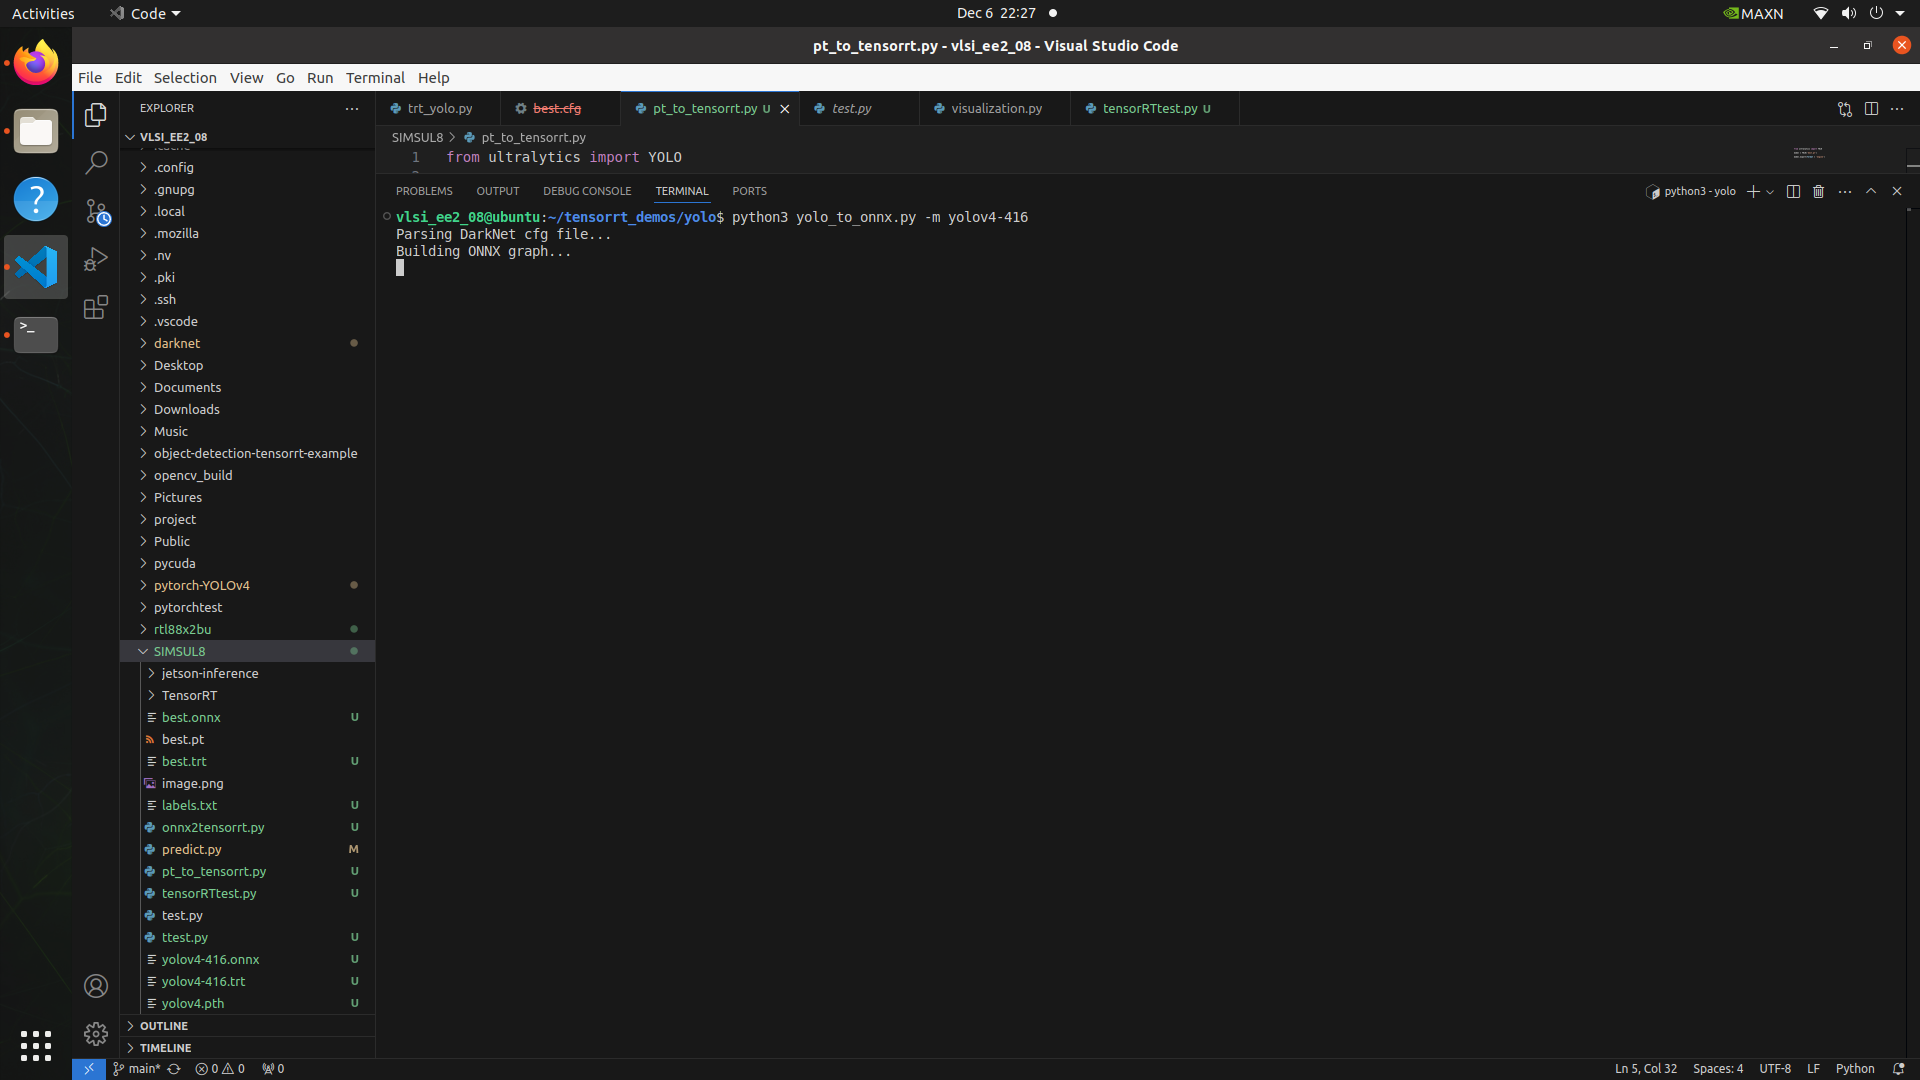 Activities
Code
Dec 6 22:27
MAXN
pt_to_tensorrt.py - vlsi_ee2_08 - Visual Studio Code
File Edit Selection View Go Run Terminal Help
EXPLORER
trt_yolo.py
best.cfg
pt_to_tensorrt.py U
test.py
visualization.py
tensorRTtest.py U
VLSI_EE2_08
SIMSUL8 > pt_to_tensorrt.py
1 from ultralytics import YOLO
PROBLEMS OUTPUT DEBUG CONSOLE TERMINAL PORTS
python3 - yolo
vlsi_ee2_08@ubuntu:~/tensorrt_demos/yolo$ python3 yolo_to_onnx.py -m yolov4-416
Parsing DarkNet cfg file...
Building ONNX graph...
.cache
.config
.gnupg
.local
.mozilla
.nv
.pki
.ssh
.vscode
darknet
Desktop
Documents
Downloads
Music
object-detection-tensorrt-example
opencv_build
Pictures
project
Public
pycuda
pytorch-YOLOv4
pytorchtest
rtl88x2bu
SIMSUL8
jetson-inference
TensorRT
best.onnx U
best.pt
best.trt U
image.png
labels.txt U
onnx2tensorrt.py U
predict.py M
pt_to_tensorrt.py U
tensorRTtest.py U
test.py
ttest.py U
yolov4-416.onnx U
yolov4-416.trt U
yolov4.pth U
OUTLINE
TIMELINE
main* 0 0 0
Ln 5, Col 32 Spaces: 4 UTF-8 LF Python